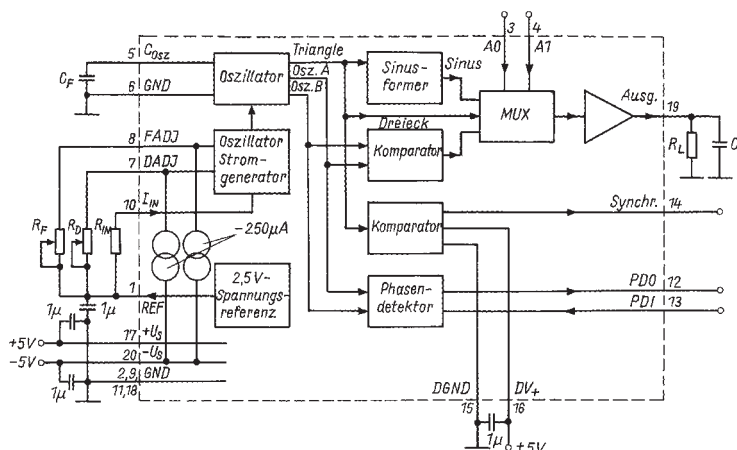 3
4
A0
A1
5
C_Osz
Triangle
Osz. A
Osz. B
Oszillator
C_F
6
GND
Sinus-
former
Sinus
MUX
Ausg.
19
R_L
C
Dreieck
Komparator
8
FADJ
7
DADJ
10
I_IN
Oszillator
Strom-
generator
R_F
R_D
R_IN
-250µA
Komparator
Synchr.
14
1
REF
2,5 V-
Spannungs-
referenz
Phasen-
detektor
PD0
12
PDI
13
1µ
1µ
+5V
17
+U_S
-5V
20
-U_S
2,9,
GND
11,18
1µ
DGND
DV+
15
16
1µ
+5V